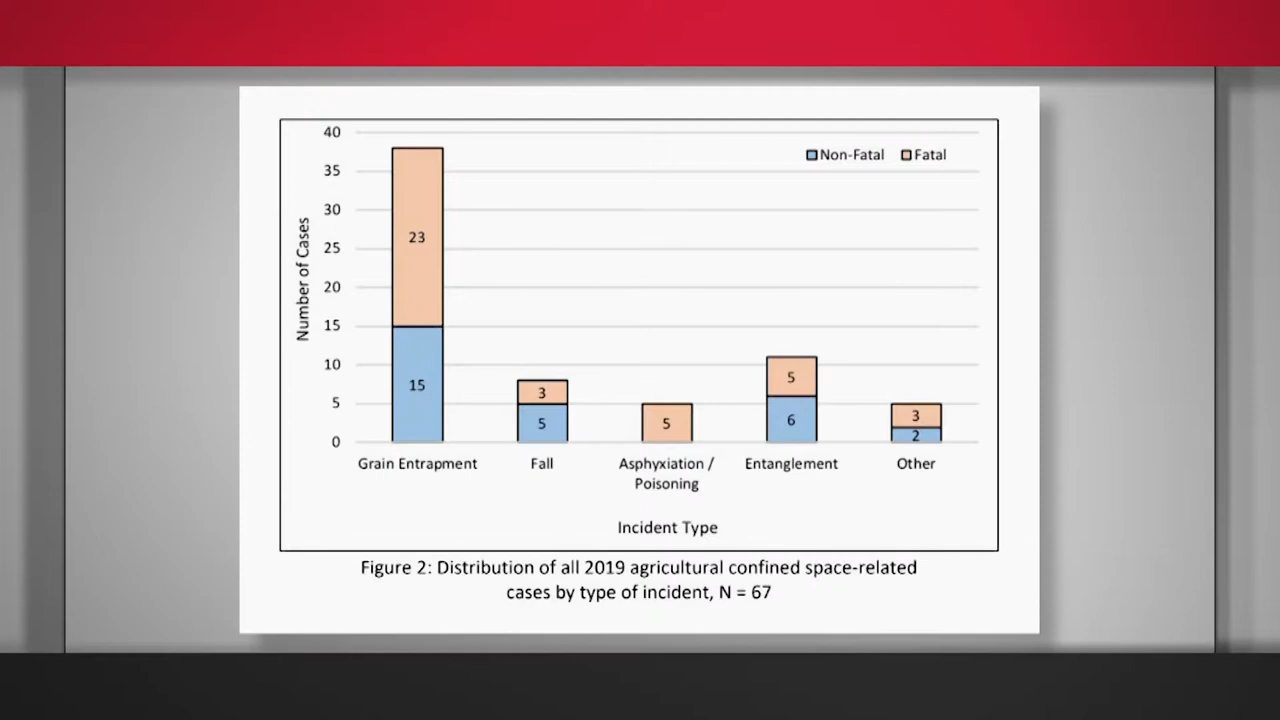 40
Non-Fatal Fatal
35
30
25
20
15
10
5
0
Number of Cases
23
15
3
5
5
5
6
3
2
Grain Entrapment Fall Asphyxiation / Entanglement Other
Poisoning
Incident Type
Figure 2: Distribution of all 2019 agricultural confined space-related
cases by type of incident, N = 67